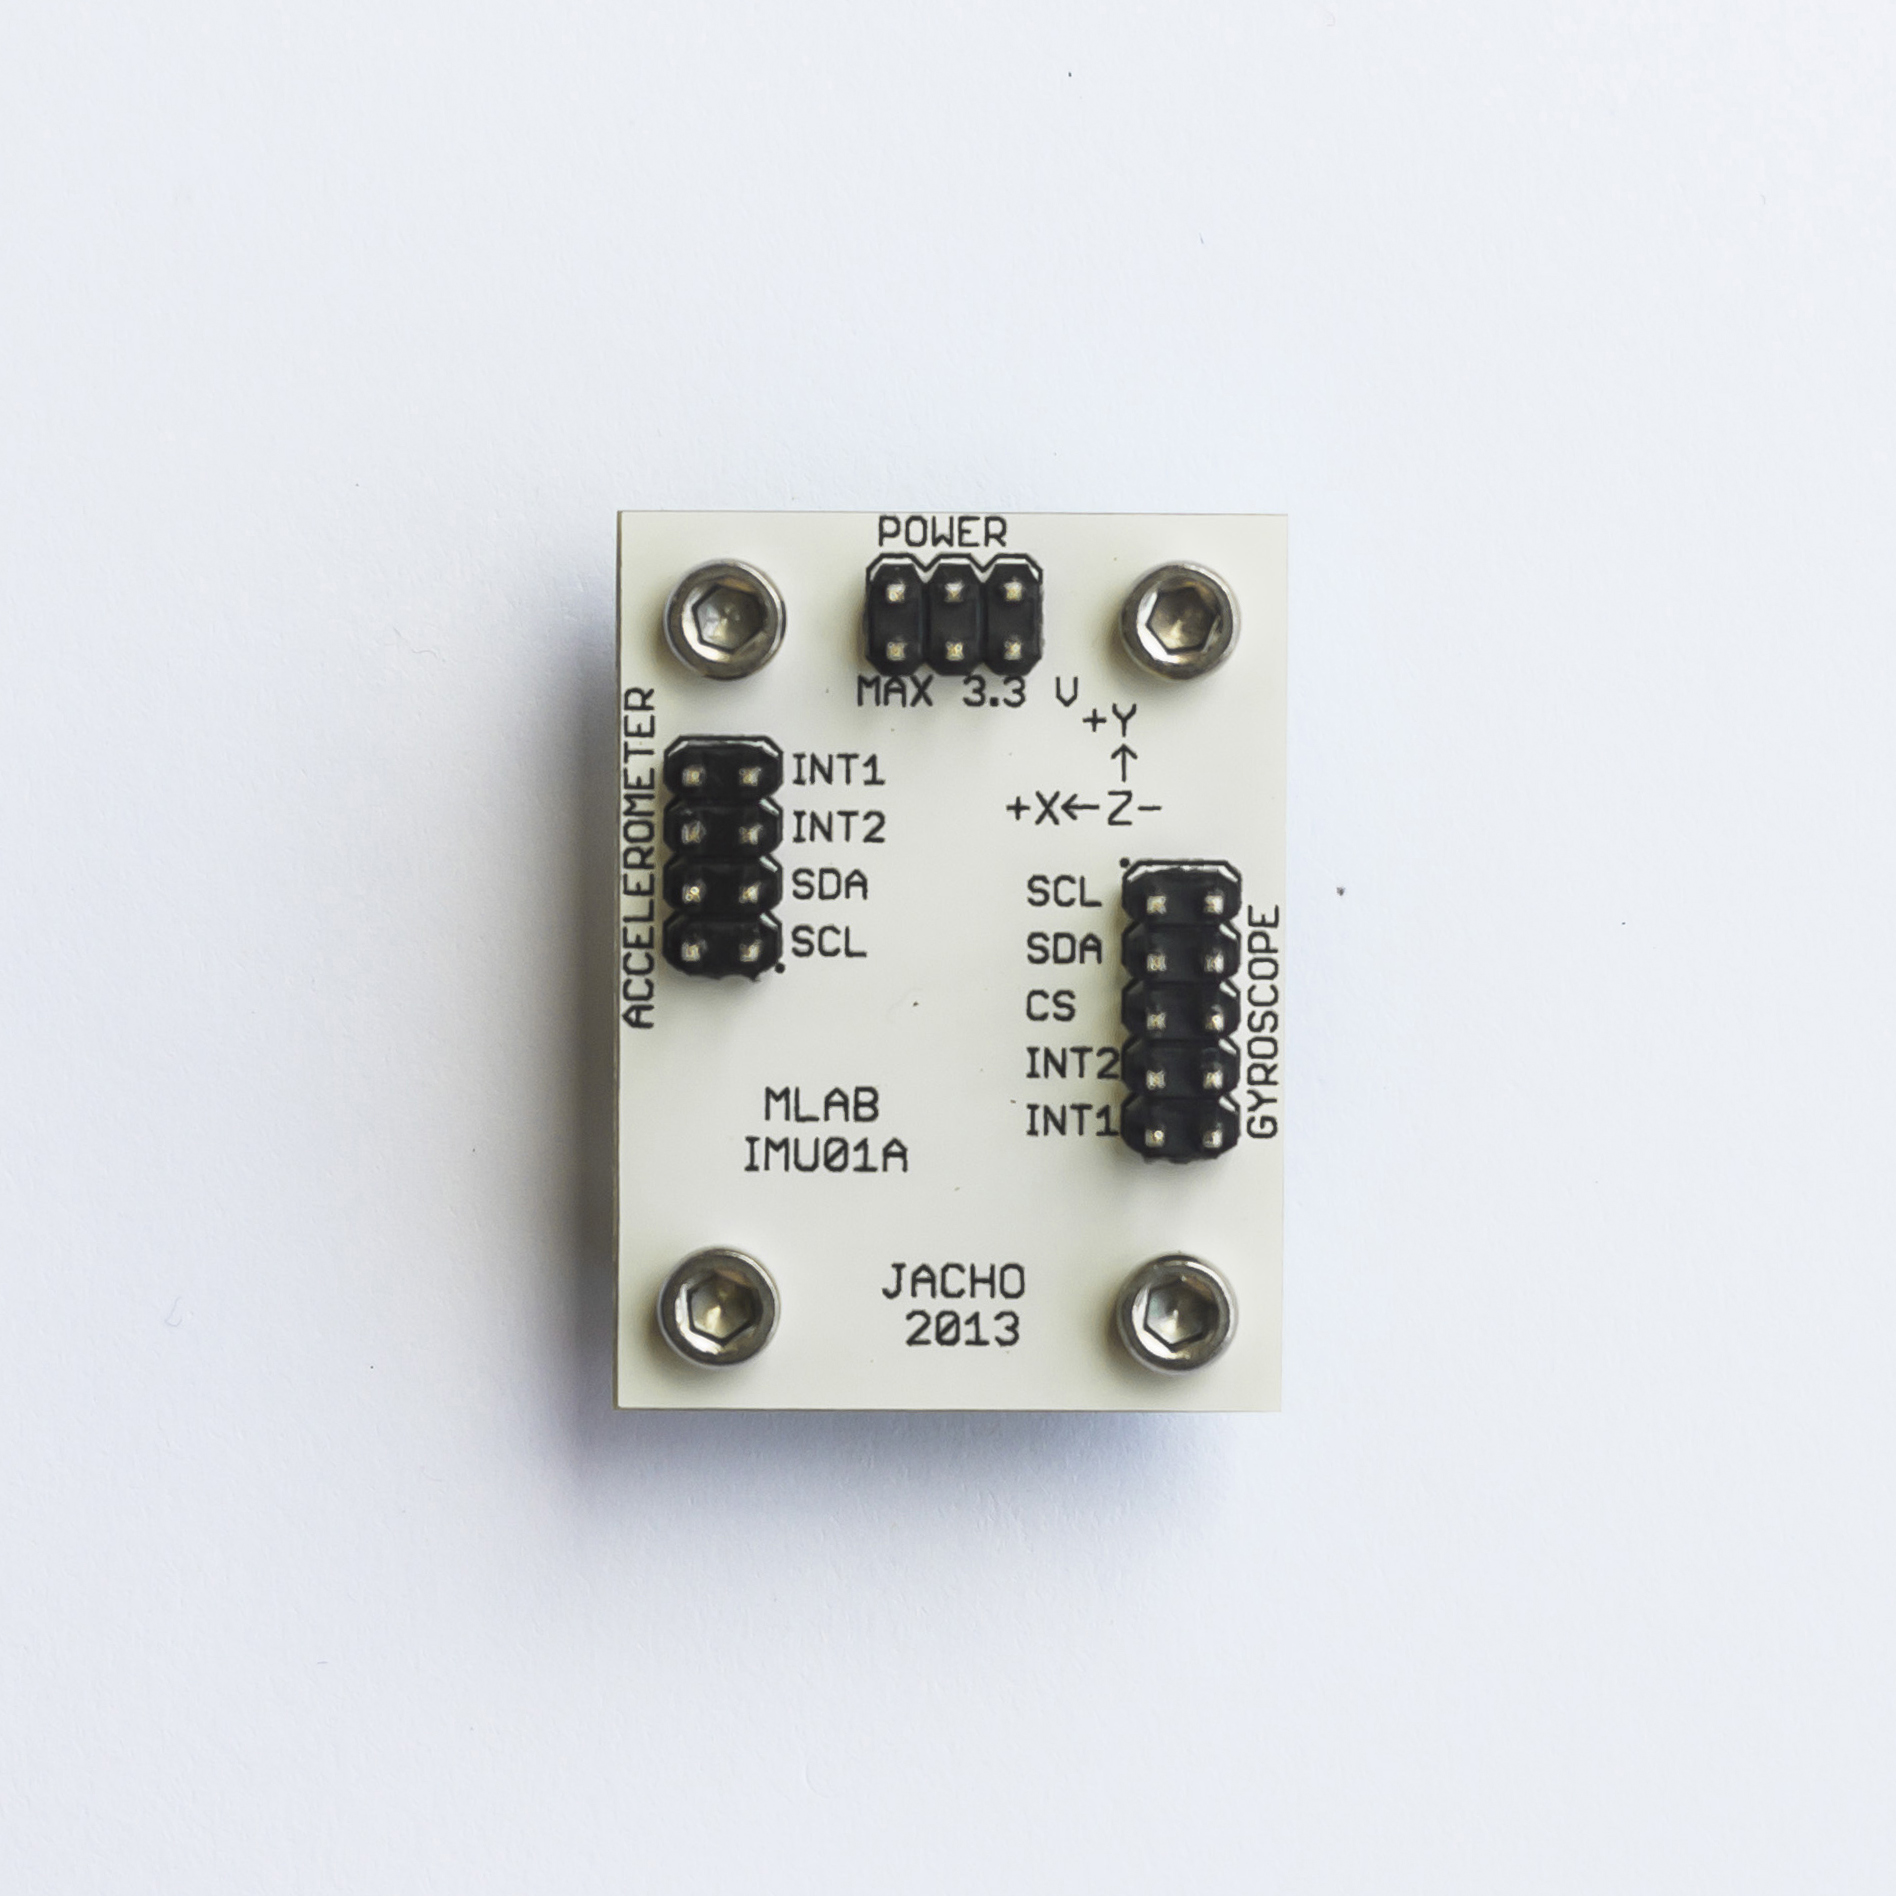 POWER
MAX 3.3 V
+Y
↑
+X←Z-
ACCELEROMETER
INT1
INT2
SDA
SCL
SCL
SDA
CS
INT2
INT1
GYROSCOPE
MLAB
IMU01A
JACHO
2013